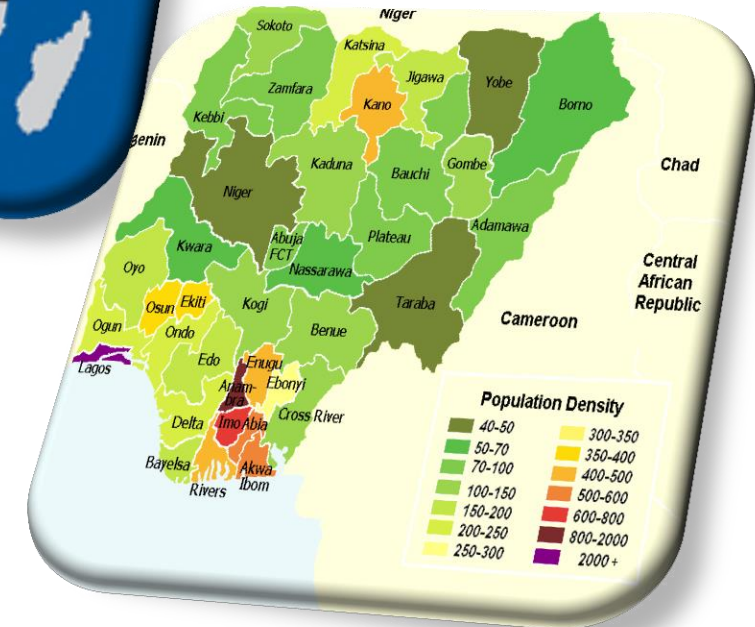 Niger
Sokoto
Katsina
Jigawa
Yobe
Borno
Zamfara
Kano
Kebbi
enin
Kaduna
Bauchi
Gombe
Chad
Niger
Adamawa
Kwara
Abuja
FCT
Plateau
Nassarawa
Central
African
Republic
Oyo
Taraba
Cameroon
Osun
Ekiti
Kogi
Benue
Ogun
Ondo
Lagos
Edo
Enugu
Ebonyi
Anam-
bra
Cross River
Delta
Imo
Abia
Bayelsa
Akwa
Ibom
Rivers
Population Density
40-50
50-70
70-100
100-150
150-200
200-250
250-300
300-350
350-400
400-500
500-600
600-800
800-2000
2000 +